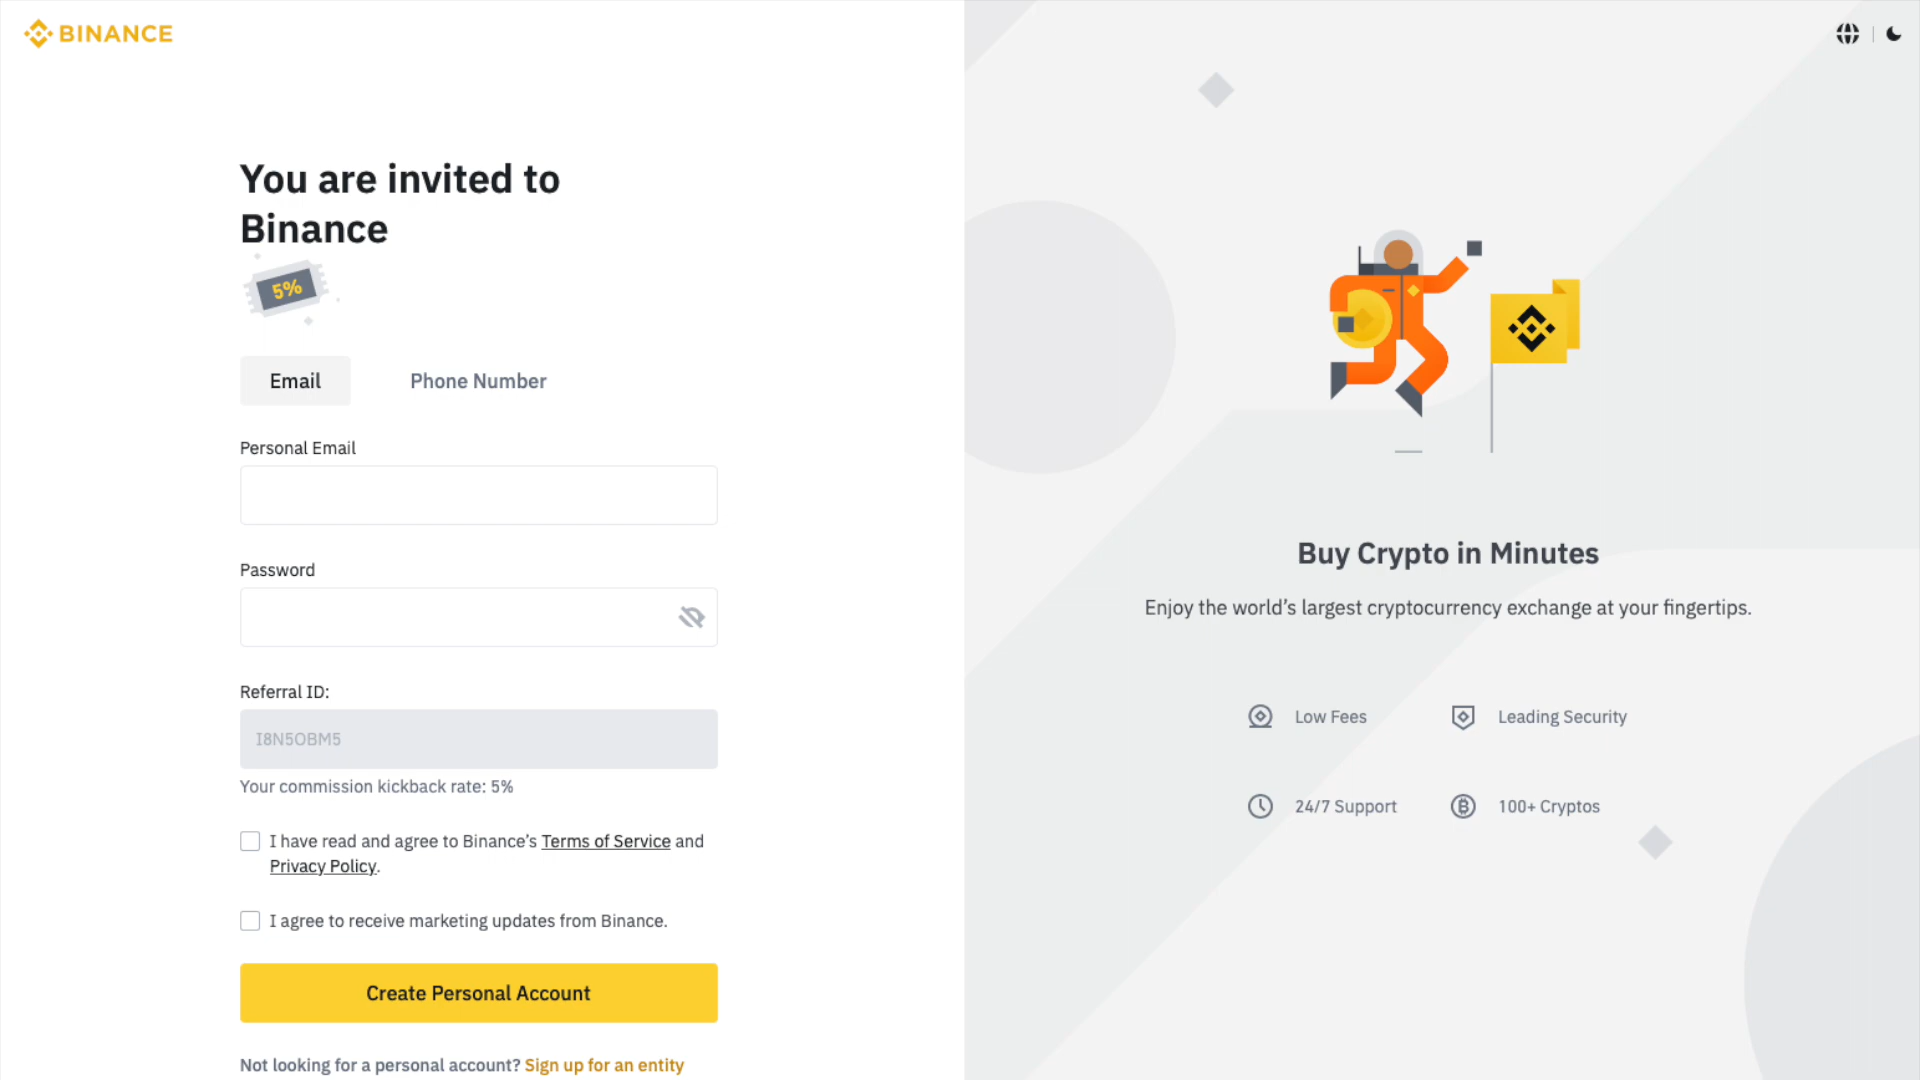 BINANCE
You are invited to
Binance
5%
Email
Phone Number
Personal Email
Password
Referral ID:
I8N5OBM5
Your commission kickback rate: 5%
I have read and agree to Binance’s Terms of Service and
Privacy Policy.
I agree to receive marketing updates from Binance.
Create Personal Account
Not looking for a personal account? Sign up for an entity
Buy Crypto in Minutes
Enjoy the world’s largest cryptocurrency exchange at your fingertips.
Low Fees
Leading Security
24/7 Support
100+ Cryptos